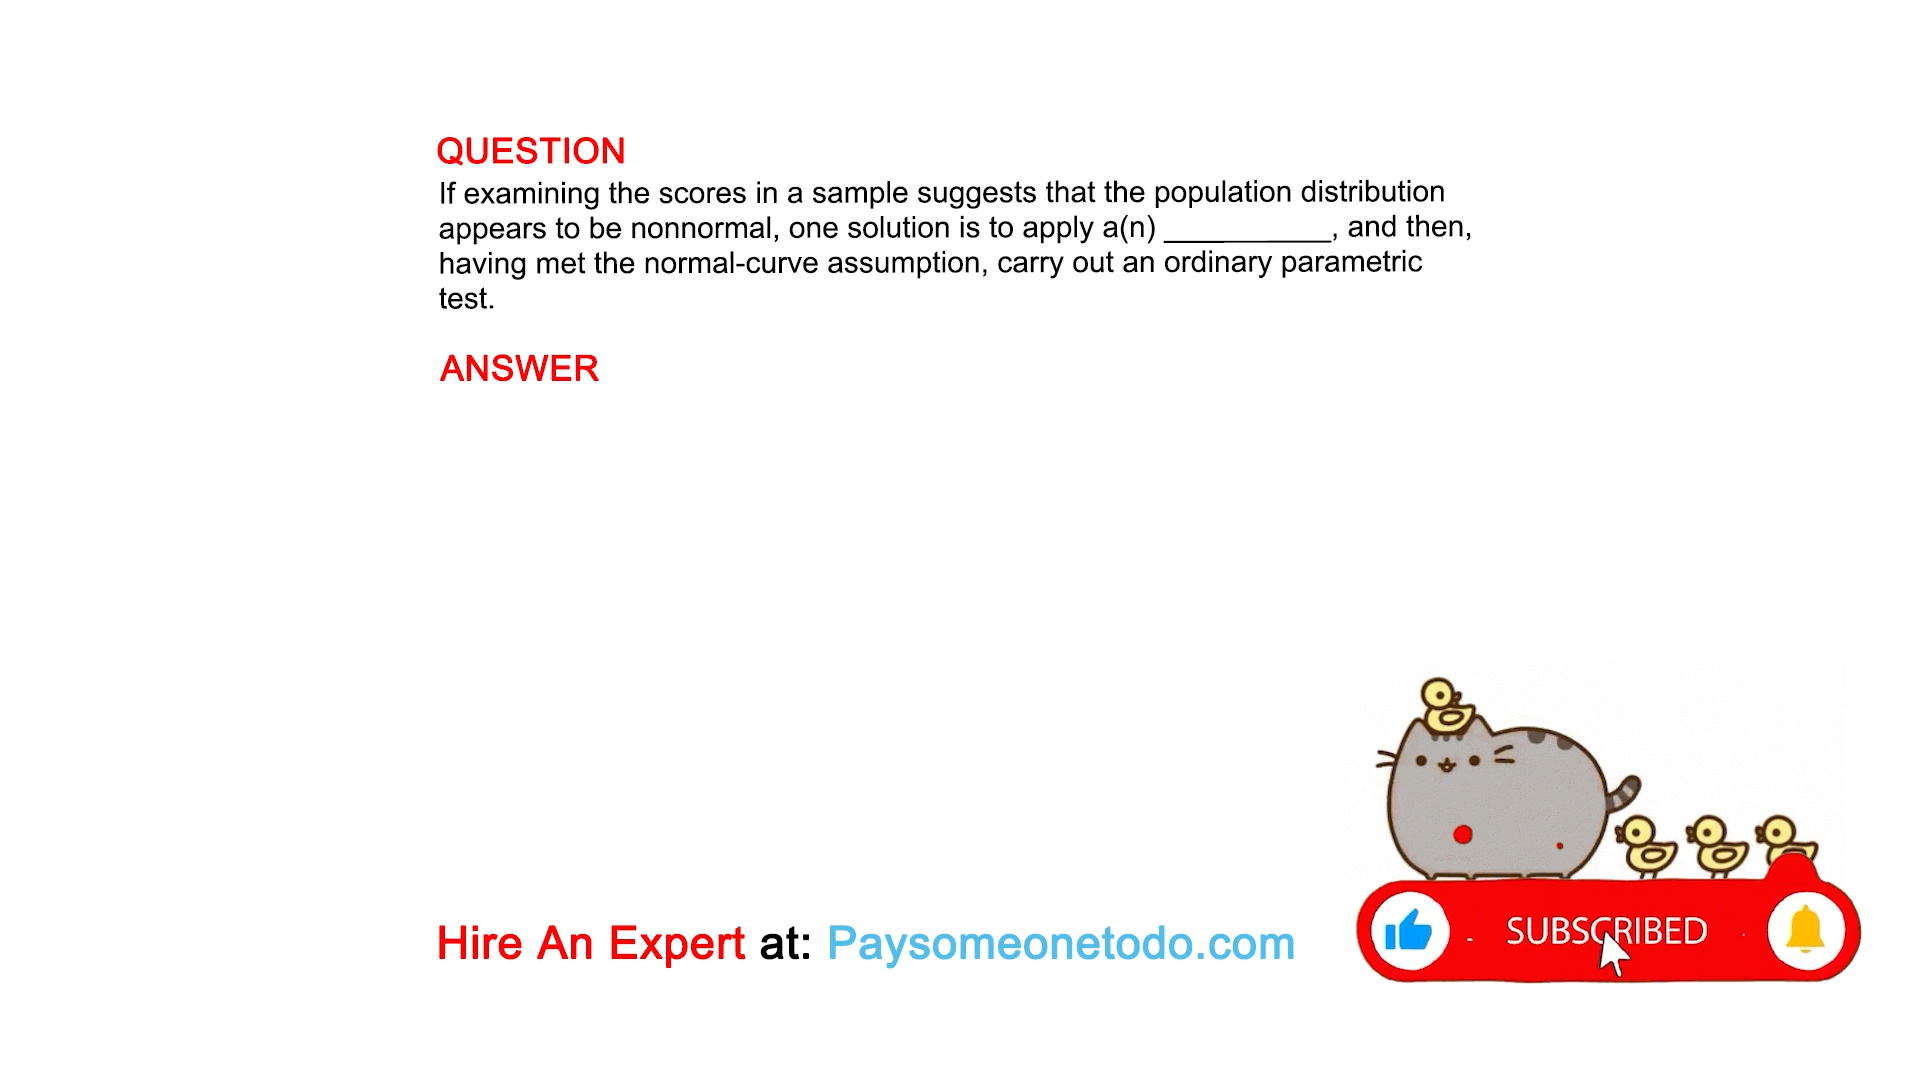 QUESTION
If examining the scores in a sample suggests that the population distribution
appears to be nonnormal, one solution is to apply a(n) __________, and then,
having met the normal-curve assumption, carry out an ordinary parametric
test.
ANSWER
Hire An Expert at: Paysomeonetodo.com
SUBSCRIBED